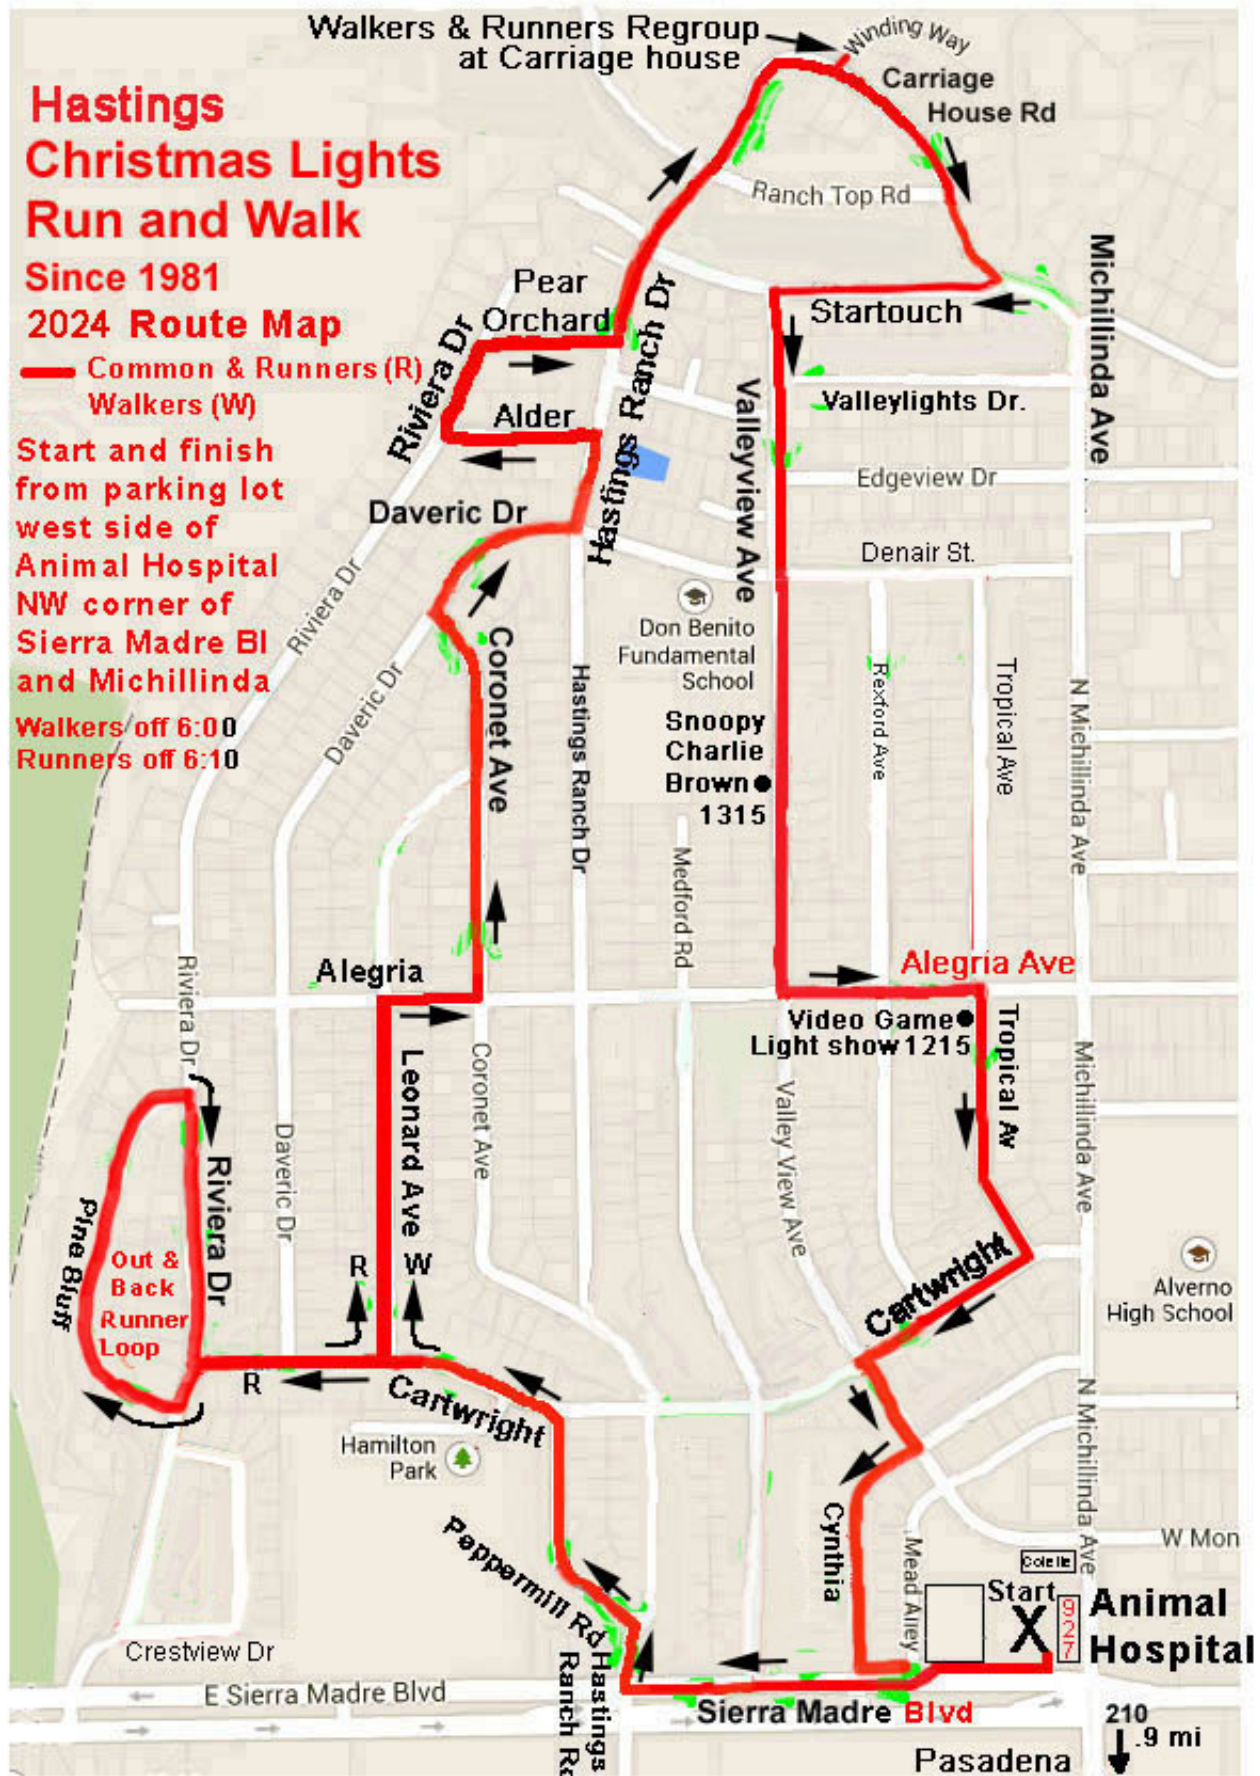 Walkers & Runners Regroup
at Carriage house
Winding Way
Carriage
House Rd
Hastings
Christmas Lights
Run and Walk
Since 1981
2024 Route Map
Common & Runners (R)
Walkers (W)
Start and finish
from parking lot
west side of
Animal Hospital
NW corner of
Sierra Madre Bl
and Michillinda
Walkers off 6:00
Runners off 6:10
Ranch Top Rd
Michillinda Ave
Pear
Orchard
Startouch
Riviera Dr
Hastings Ranch Dr
Alder
Valleyview Ave
Valleylights Dr.
Edgeview Dr
Daveric Dr
Denair St.
Riviera Dr
Don Benito
Fundamental
School
Coronet Ave
Hastings Ranch Dr
Daveric Dr
Rexford Ave
Tropical Ave
N Michillinda Ave
Snoopy
Charlie
Brown
1315
Medford Rd
Alegria
Alegria Ave
Riviera Dr
Video Game
Light show 1215
Tropical Av
Leonard Ave
Coronet Ave
Valley View Ave
Michillinda Ave
Daveric Dr
Riviera Dr
Pine Bluff
Out &
Back
Runner
Loop
R
W
Cartwright
Alverno
High School
R
Cartwright
Hamilton
Park
N Michillinda Ave
Peppermill Rd
Cynthia
Mead Alley
W Mon
Colelle
Start
X
927
Animal
Hospital
Crestview Dr
Hastings
Ranch Rd
E Sierra Madre Blvd
Sierra Madre Blvd
210
.9 mi
Pasadena